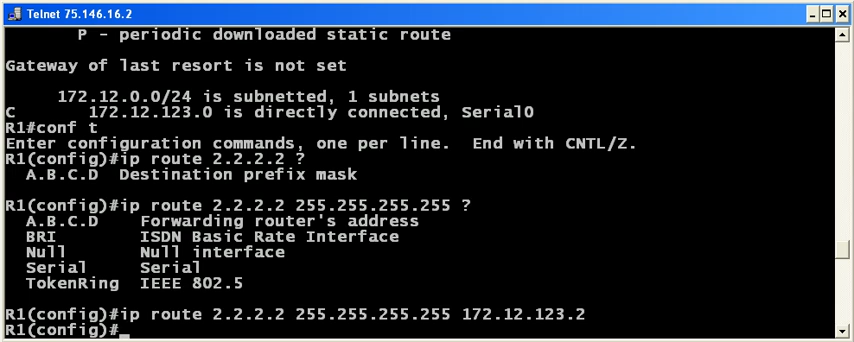 Telnet 75.146.16.2
P - periodic downloaded static route
Gateway of last resort is not set
172.12.0.0/24 is subnetted, 1 subnets
C 172.12.123.0 is directly connected, Serial0
R1#conf t
Enter configuration commands, one per line. End with CNTL/Z.
R1(config)#ip route 2.2.2.2 ?
A.B.C.D Destination prefix mask
R1(config)#ip route 2.2.2.2 255.255.255.255 ?
A.B.C.D Forwarding router's address
BRI ISDN Basic Rate Interface
Null Null interface
Serial Serial
TokenRing IEEE 802.5
R1(config)#ip route 2.2.2.2 255.255.255.255 172.12.123.2
R1(config)#_